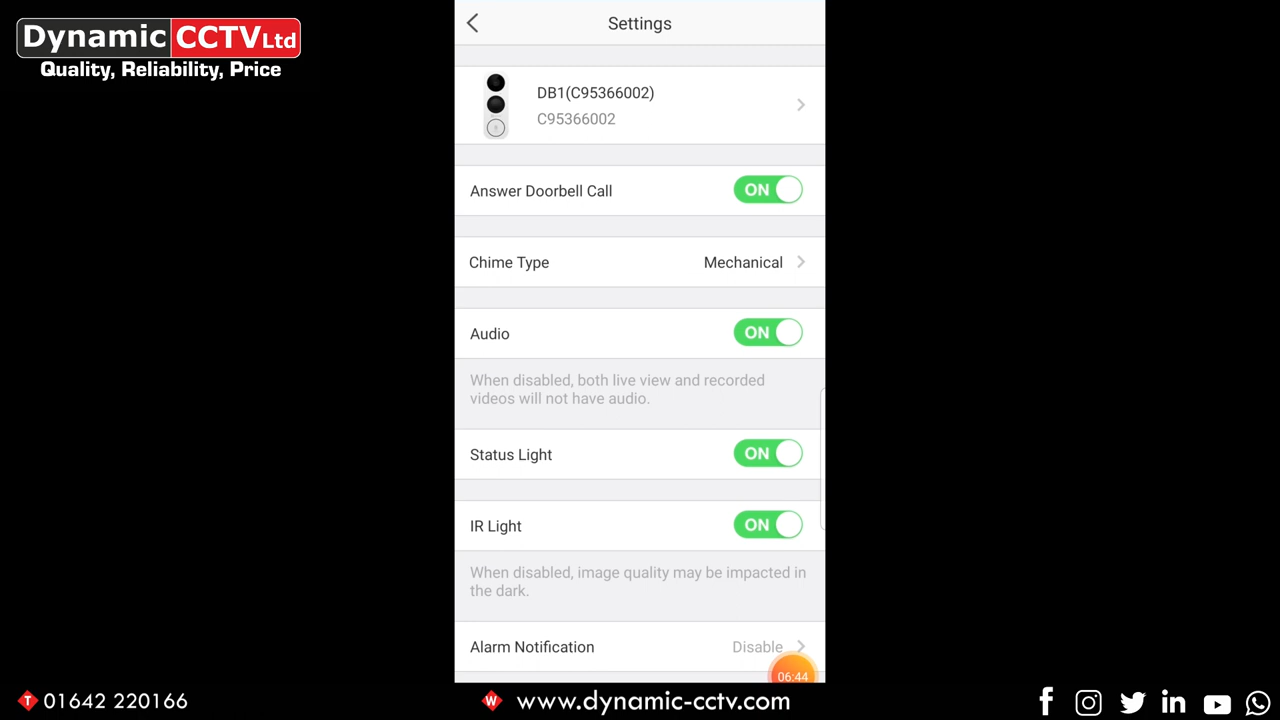 Dynamic CCTV Ltd
Quality, Reliability, Price
Settings
DB1(C95366002)
C95366002
Answer Doorbell Call ON
Chime Type Mechanical
Audio ON
When disabled, both live view and recorded
videos will not have audio.
Status Light ON
IR Light ON
When disabled, image quality may be impacted in
the dark.
Alarm Notification Disable
06:44
T 01642 220166
W www.dynamic-cctv.com